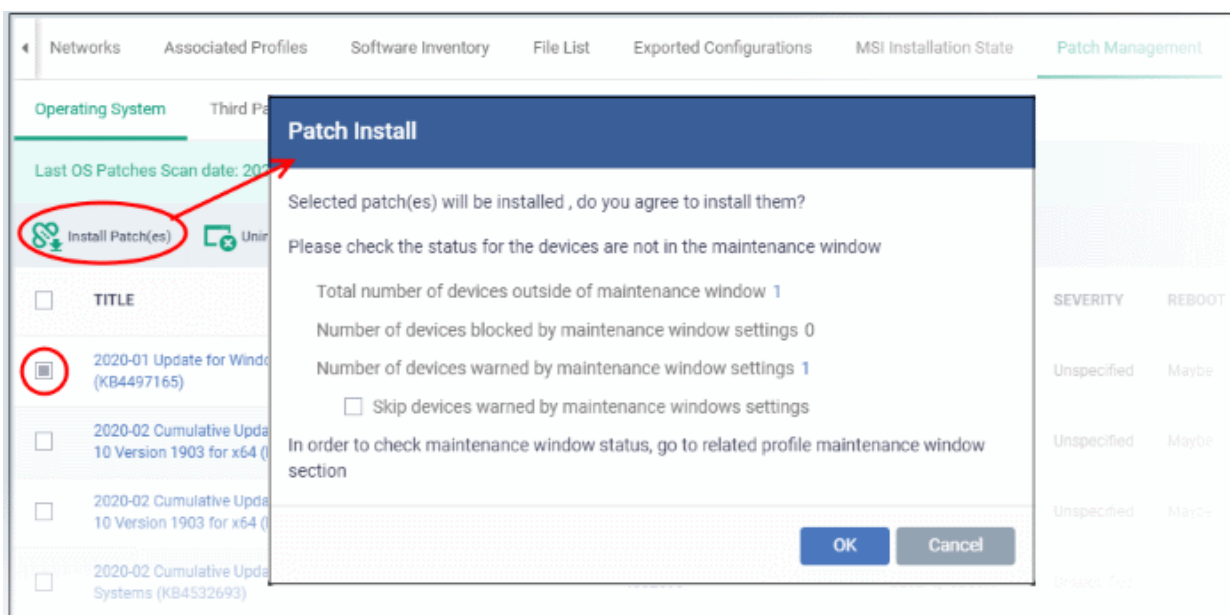 Networks Associated Profiles Software Inventory File List Exported Configurations MSI Installation State Patch Management
Operating System Third
Last OS Patches Scan date:
Install Patch(es)
TITLE SEVERITY REBOOT
2020-01 Update for
(KB4497165) Unspecified Maybe
2020-02 Cumulative
10 Version 1903 for x64 Unspecified Maybe
2020-02 Cumulative
10 Version 1903 for x64 Unspecified Maybe
2020-02 Cumulative
Systems (KB4532693)
Patch Install
Selected patch(es) will be installed , do you agree to install them?
Please check the status for the devices are not in the maintenance window
Total number of devices outside of maintenance window 1
Number of devices blocked by maintenance window settings 0
Number of devices warned by maintenance window settings 1
Skip devices warned by maintenance windows settings
In order to check maintenance window status, go to related profile maintenance window
section
OK Cancel